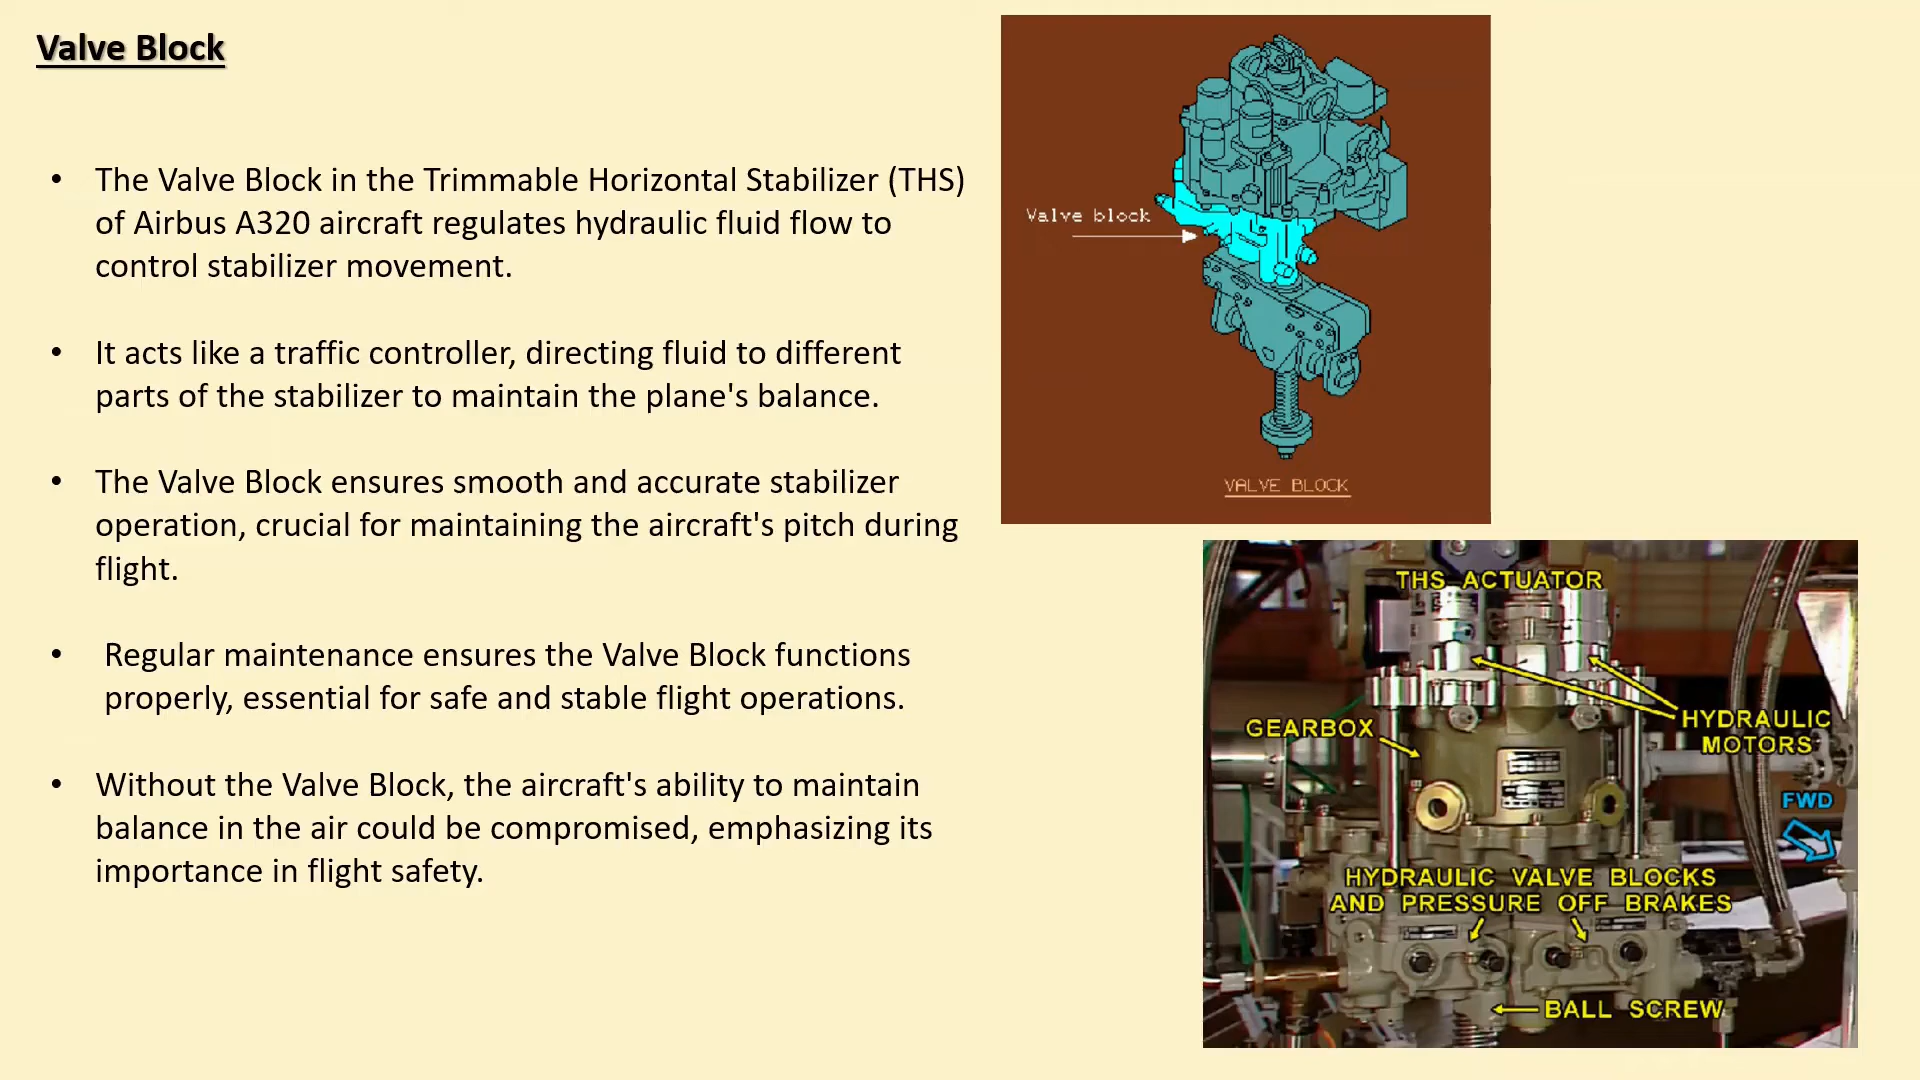 Valve Block
• The Valve Block in the Trimmable Horizontal Stabilizer (THS)
of Airbus A320 aircraft regulates hydraulic fluid flow to
control stabilizer movement.
• It acts like a traffic controller, directing fluid to different
parts of the stabilizer to maintain the plane's balance.
• The Valve Block ensures smooth and accurate stabilizer
operation, crucial for maintaining the aircraft's pitch during
flight.
• Regular maintenance ensures the Valve Block functions
properly, essential for safe and stable flight operations.
• Without the Valve Block, the aircraft's ability to maintain
balance in the air could be compromised, emphasizing its
importance in flight safety.
Valve block
VALVE BLOCK
THS ACTUATOR
GEARBOX
HYDRAULIC
MOTORS
FWD
HYDRAULIC VALVE BLOCKS
AND PRESSURE OFF BRAKES
BALL SCREW